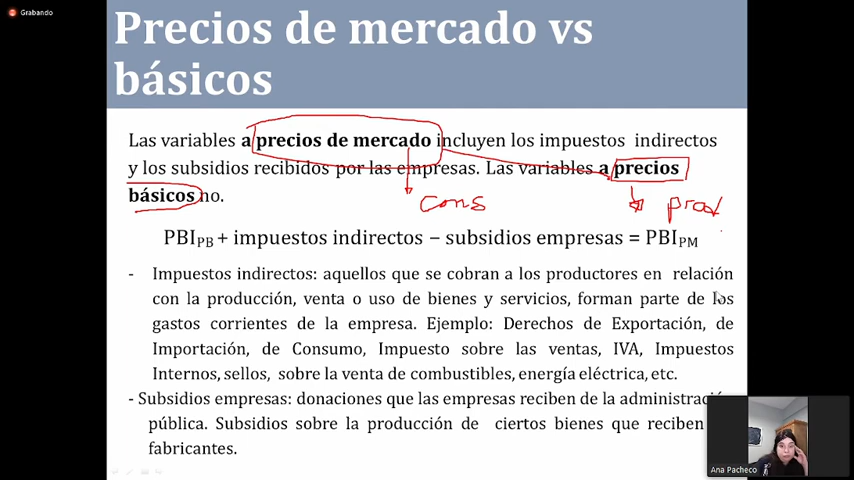 Grabando
Precios de mercado vs
básicos
Las variables a precios de mercado incluyen los impuestos indirectos
y los subsidios recibidos por las empresas. Las variables a precios
básicos no.
cons
prod
PBIPB + impuestos indirectos − subsidios empresas = PBIPM
- Impuestos indirectos: aquellos que se cobran a los productores en relación
con la producción, venta o uso de bienes y servicios, forman parte de los
gastos corrientes de la empresa. Ejemplo: Derechos de Exportación, de
Importación, de Consumo, Impuesto sobre las ventas, IVA, Impuestos
Internos, sellos, sobre la venta de combustibles, energía eléctrica, etc.
- Subsidios empresas: donaciones que las empresas reciben de la administración
pública. Subsidios sobre la producción de ciertos bienes que reciben
fabricantes.
Ana Pacheco